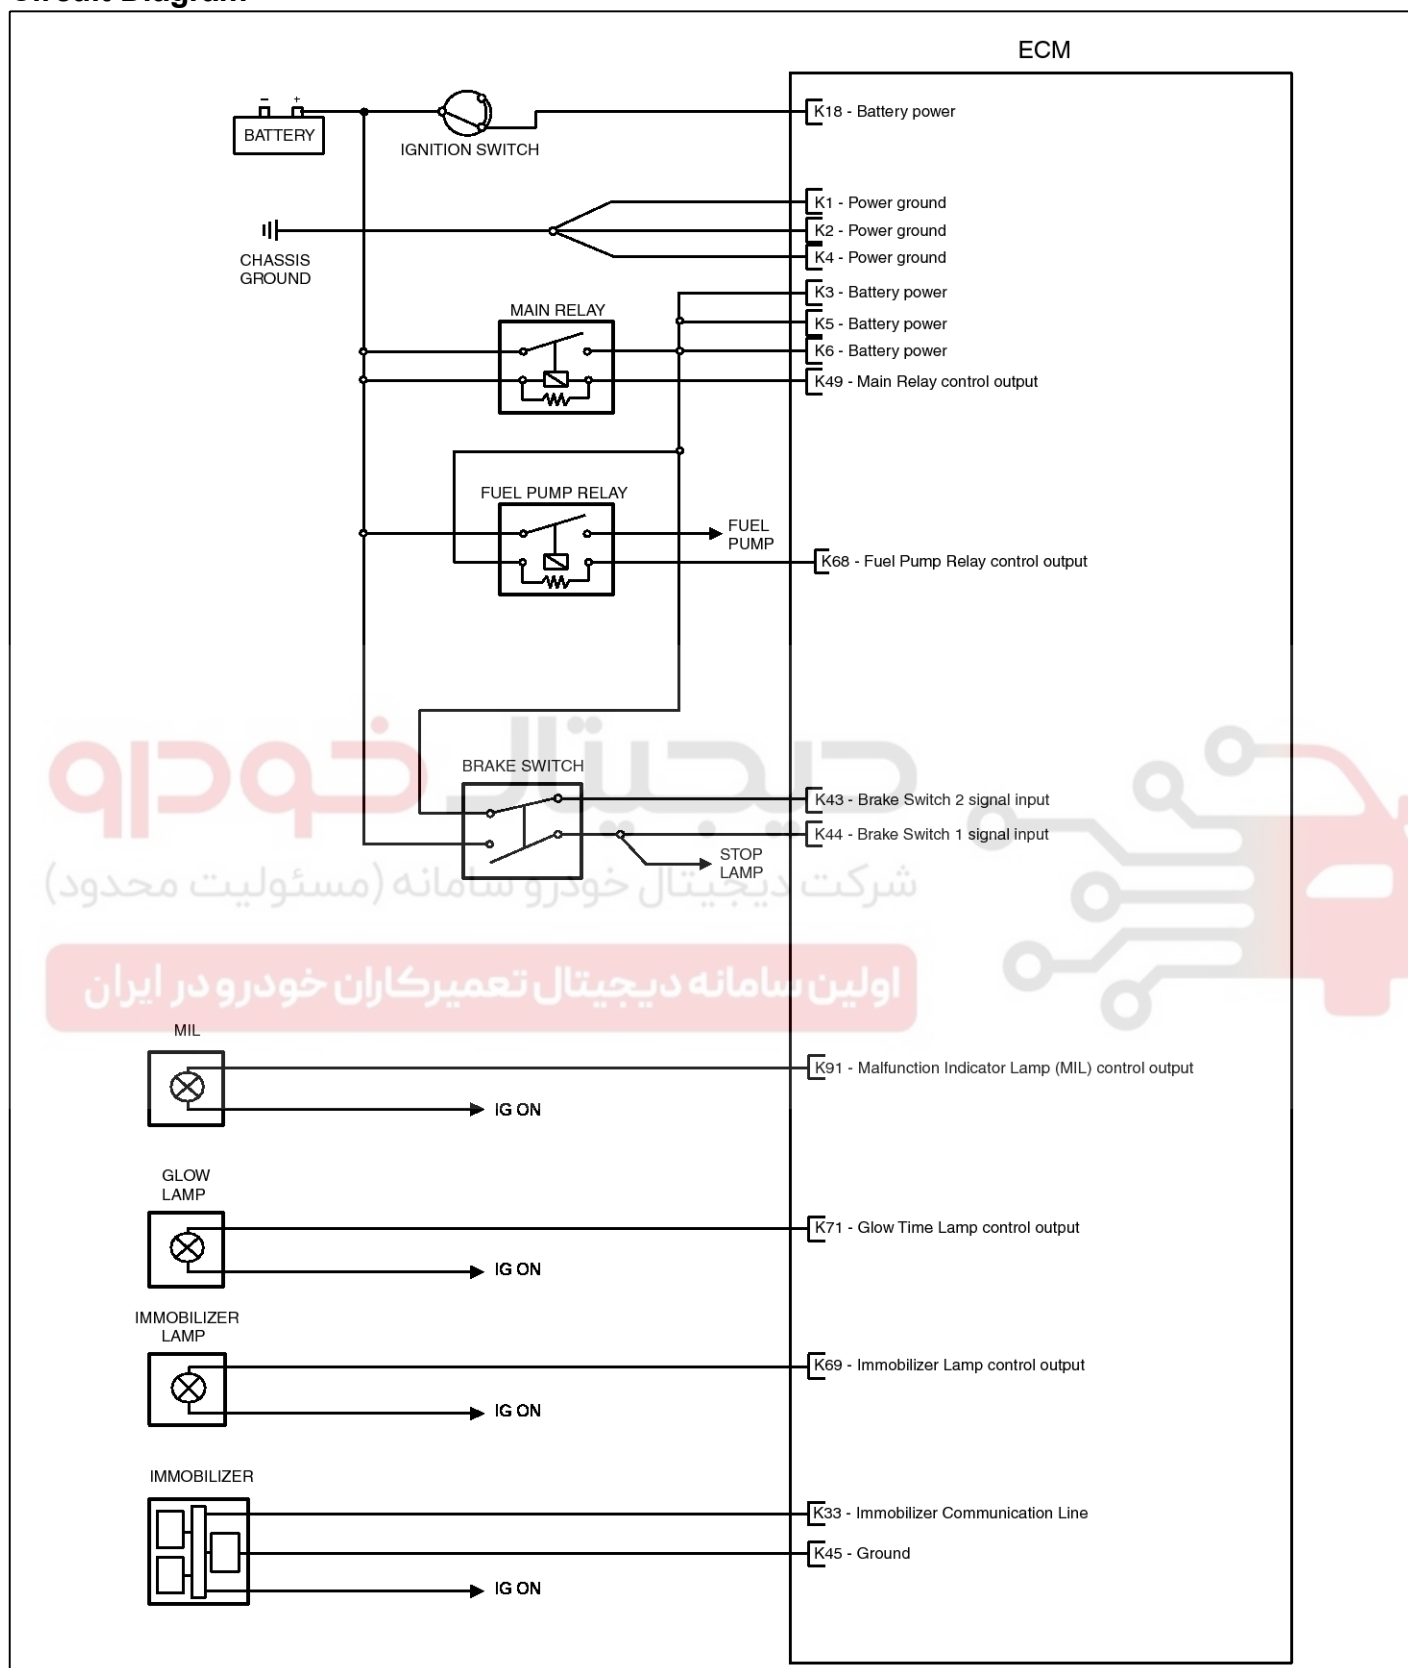 Circuit Diagram
ECM
- +
BATTERY
IGNITION SWITCH
K18 - Battery power
K1 - Power ground
K2 - Power ground
K4 - Power ground
CHASSIS
GROUND
K3 - Battery power
MAIN RELAY
K5 - Battery power
K6 - Battery power
K49 - Main Relay control output
FUEL PUMP RELAY
FUEL
PUMP
K68 - Fuel Pump Relay control output
دیجیتال خودرو
BRAKE SWITCH
K43 - Brake Switch 2 signal input
K44 - Brake Switch 1 signal input
STOP
LAMP
شرکت دیجیتال خودرو سامانه (مسئولیت محدود)
اولین سامانه دیجیتال تعمیرکاران خودرو در ایران
MIL
K91 - Malfunction Indicator Lamp (MIL) control output
IG ON
GLOW
LAMP
K71 - Glow Time Lamp control output
IG ON
IMMOBILIZER
LAMP
K69 - Immobilizer Lamp control output
IG ON
IMMOBILIZER
K33 - Immobilizer Communication Line
K45 - Ground
IG ON